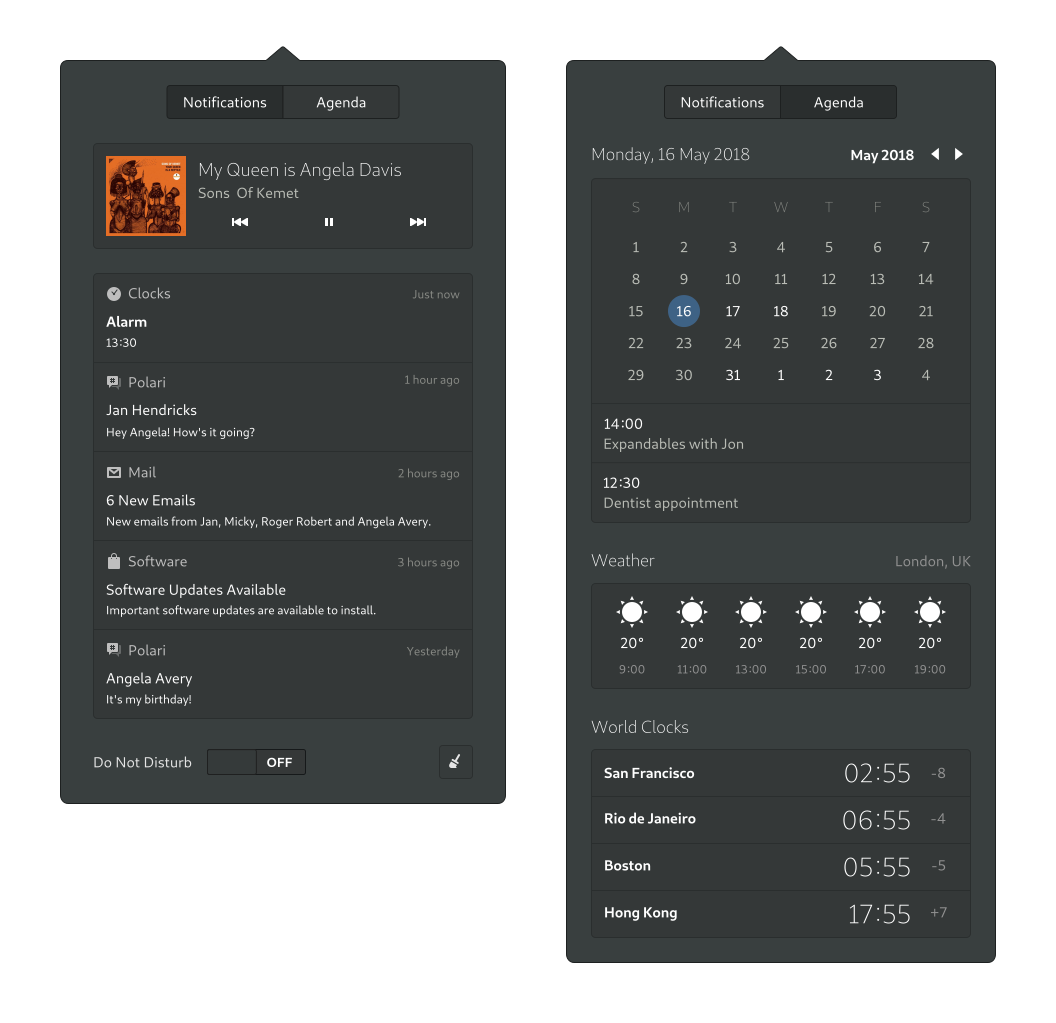 Notifications Agenda
My Queen is Angela Davis
Sons Of Kemet
Clocks Just now
Alarm
13:30
Polari 1 hour ago
Jan Hendricks
Hey Angela! How's it going?
Mail 2 hours ago
6 New Emails
New emails from Jan, Micky, Roger Robert and Angela Avery.
Software 3 hours ago
Software Updates Available
Important software updates are available to install.
Polari Yesterday
Angela Avery
It's my birthday!
Do Not Disturb OFF
Notifications Agenda
Monday, 16 May 2018 May 2018
S M T W T F S
1 2 3 4 5 6 7
8 9 10 11 12 13 14
15 16 17 18 19 20 21
22 23 24 25 26 27 28
29 30 31 1 2 3 4
14:00
Expandables with Jon
12:30
Dentist appointment
Weather London, UK
20° 20° 20° 20° 20° 20°
9:00 11:00 13:00 15:00 17:00 19:00
World Clocks
San Francisco 02:55 -8
Rio de Janeiro 06:55 -4
Boston 05:55 -5
Hong Kong 17:55 +7